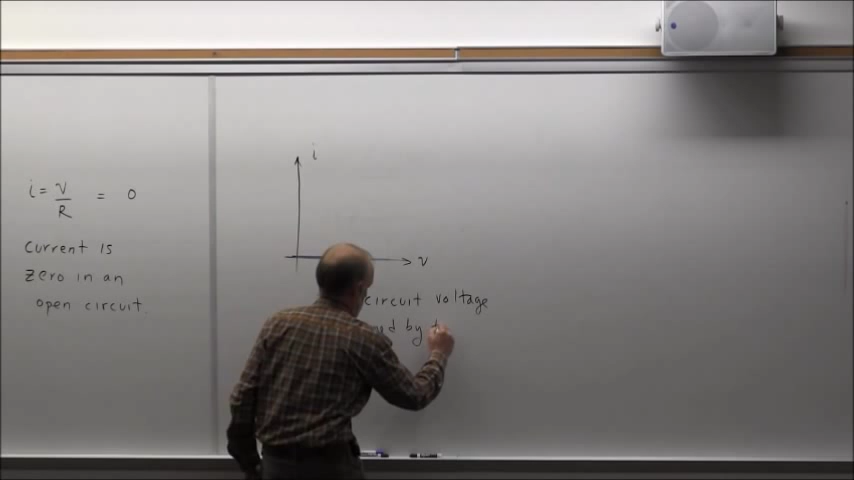 i = v/R = 0
Current is
zero in an
open circuit.
i
v
circuit voltage
by